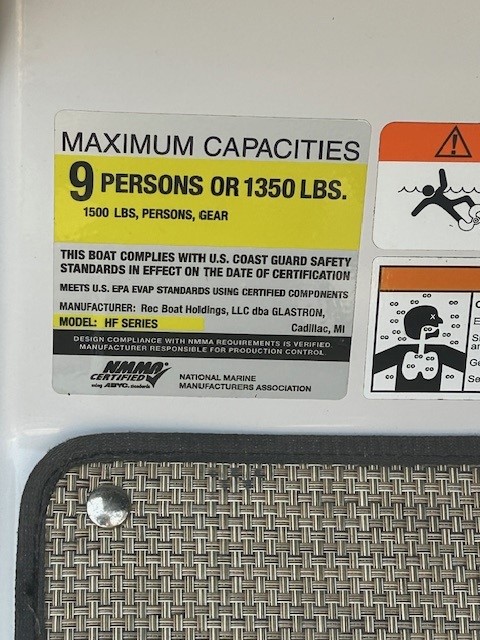 MAXIMUM CAPACITIES
9 PERSONS OR 1350 LBS.
1500 LBS, PERSONS, GEAR
THIS BOAT COMPLIES WITH U.S. COAST GUARD SAFETY
STANDARDS IN EFFECT ON THE DATE OF CERTIFICATION
MEETS U.S. EPA EVAP STANDARDS USING CERTIFIED COMPONENTS
MANUFACTURER: Rec Boat Holdings, LLC dba GLASTRON,
MODEL: HF SERIES Cadillac, MI
DESIGN COMPLIANCE WITH NMMA REQUIREMENTS IS VERIFIED.
MANUFACTURER RESPONSIBLE FOR PRODUCTION CONTROL.
NMMA
CERTIFIED
using ABYC. standards
NATIONAL MARINE
MANUFACTURERS ASSOCIATION